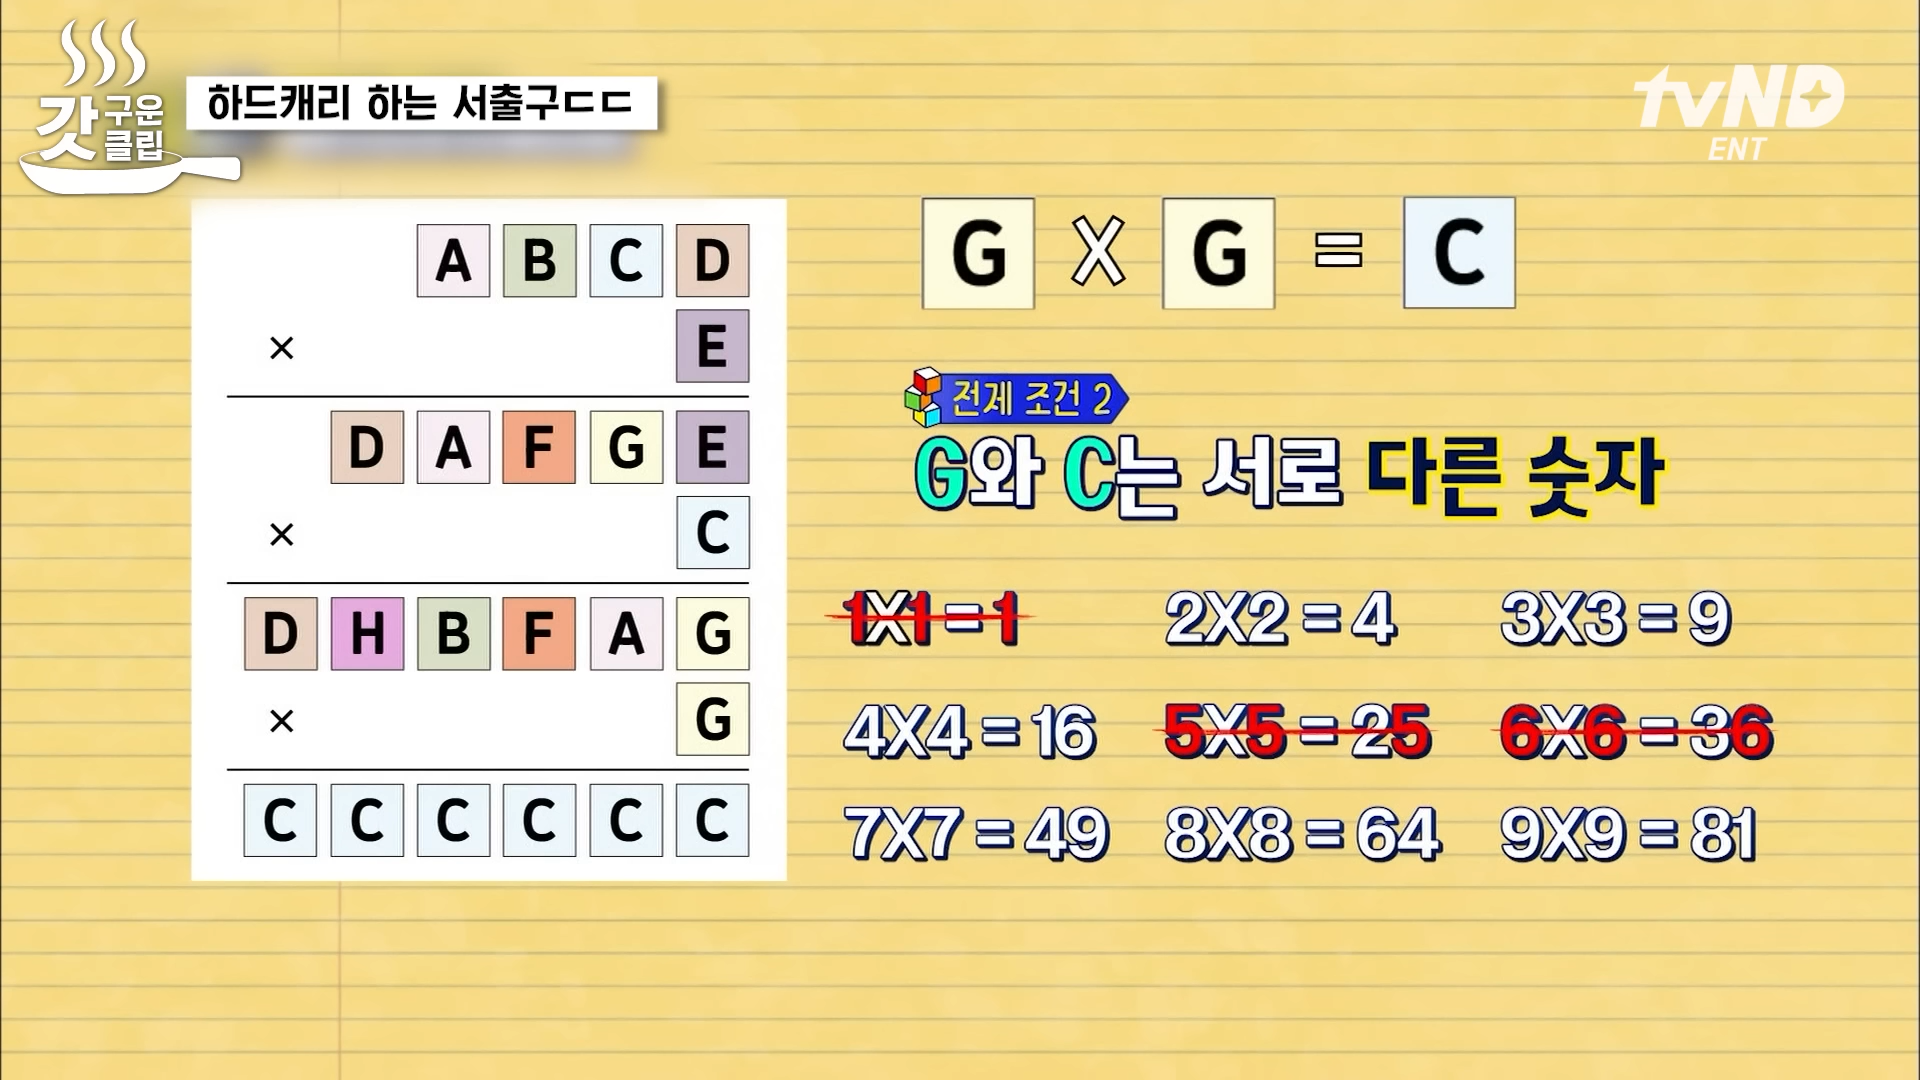 갓구운클립
하드캐리 하는 서출구ㄷㄷ
tvND
ENT
A B C D
× E
D A F G E
× C
D H B F A G
× G
C C C C C C
G X G = C
전제 조건 2
G와 C는 서로 다른 숫자
1X1=1 2X2=4 3X3=9
4X4=16 5X5=25 6X6=36
7X7=49 8X8=64 9X9=81